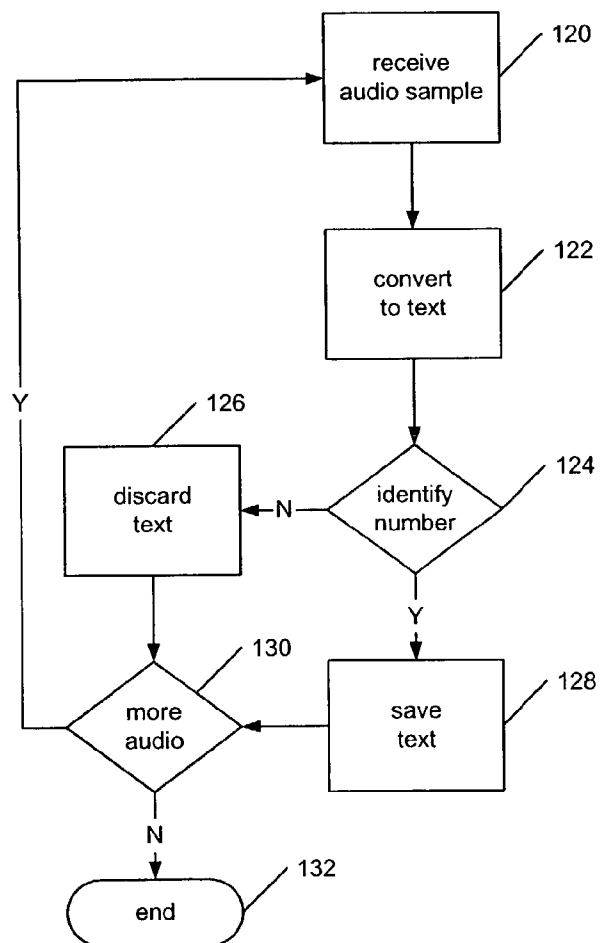 receive
audio sample
120
convert
to text
122
identify
number
124
N
discard
text
126
Y
save
text
128
more
audio
130
Y
N
end
132